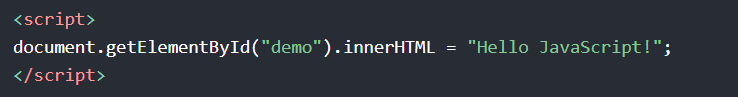 <script>
document.getElementById("demo").innerHTML = "Hello JavaScript!";
</script>